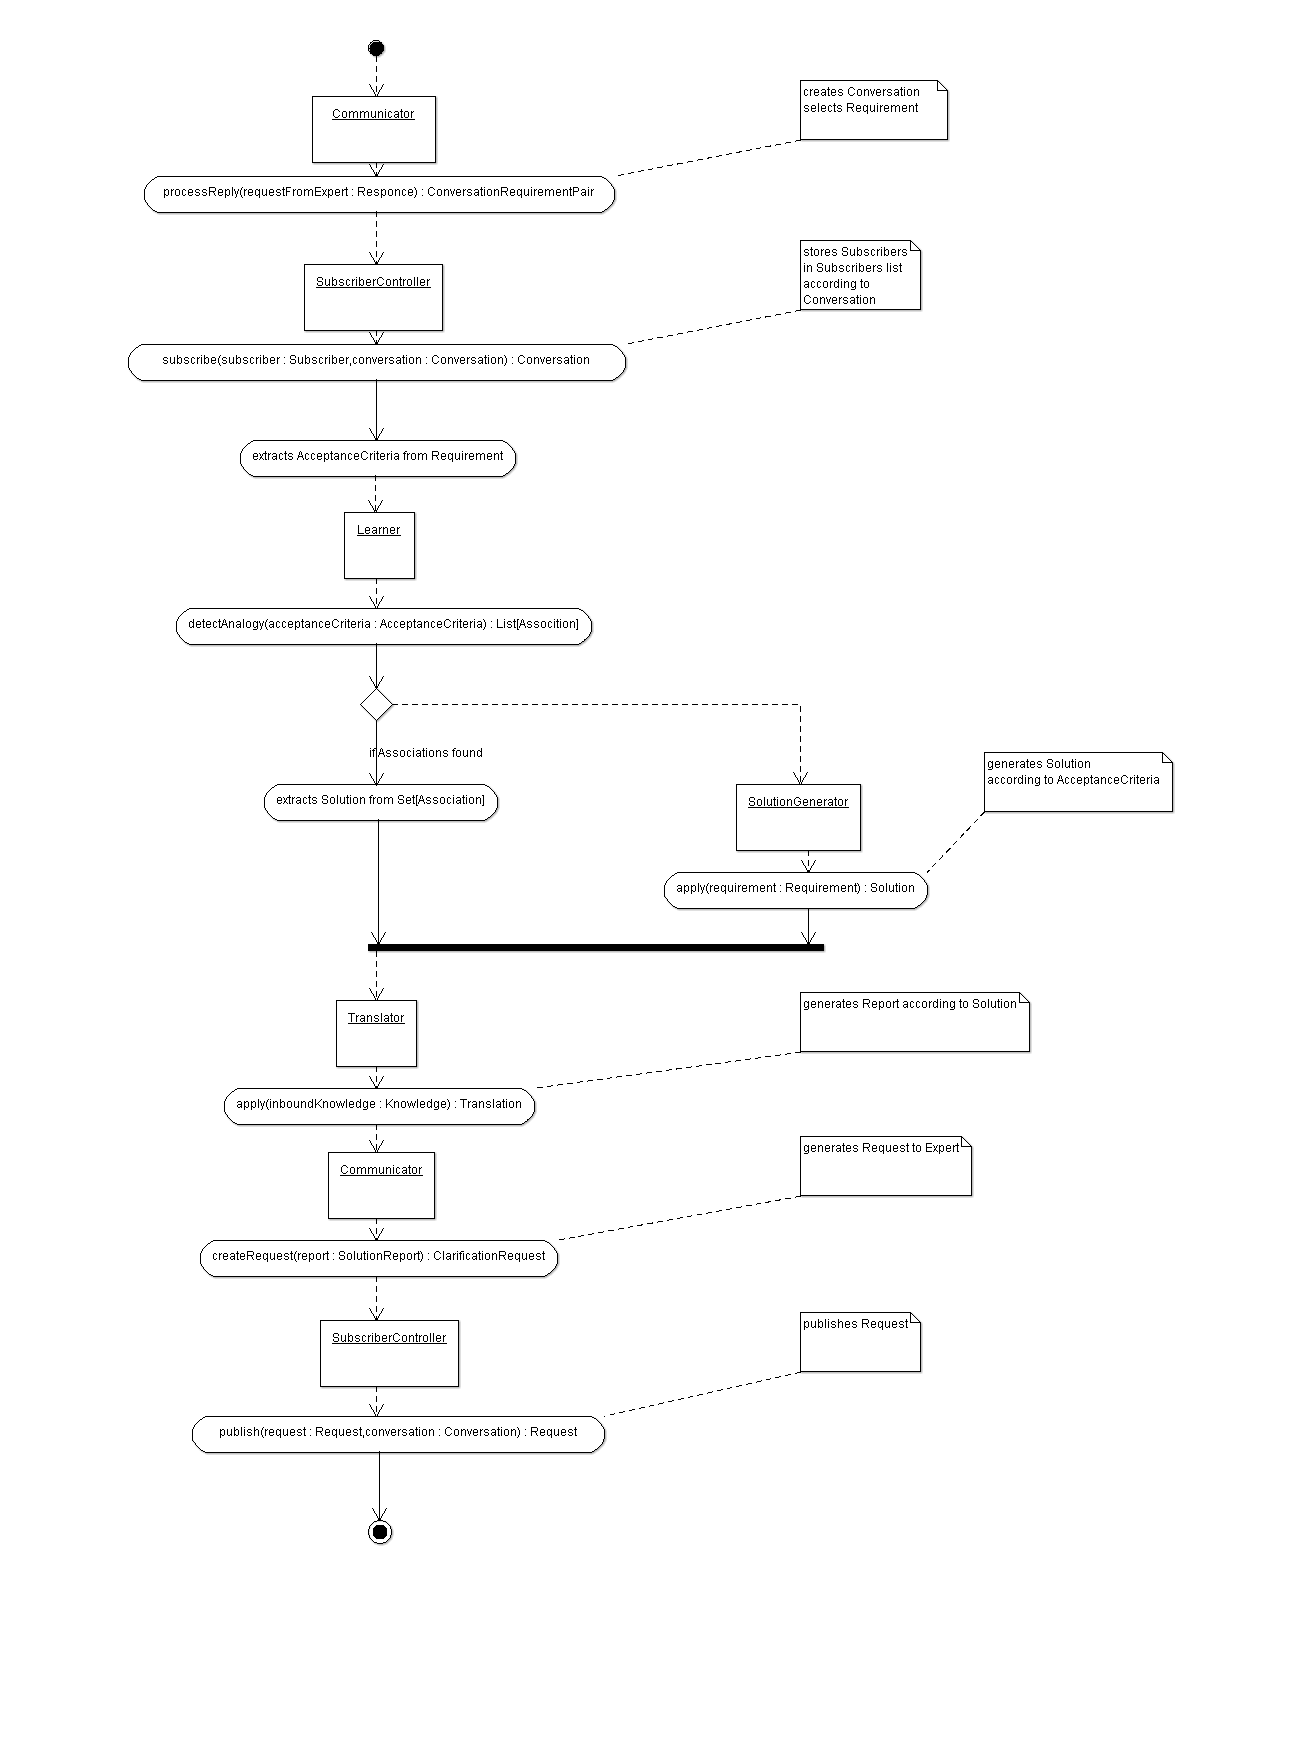 Communicator
creates Conversation
selects Requirement
processReply(requestFromExpert : Responce) : ConversationRequirementPair
stores Subscribers
in Subscribers list
according to
Conversation
SubscriberController
subscribe(subscriber : Subscriber,conversation : Conversation) : Conversation
extracts AcceptanceCriteria from Requirement
Learner
detectAnalogy(acceptanceCriteria : AcceptanceCriteria) : List[Assocition]
if Associations found
generates Solution
according to AcceptanceCriteria
extracts Solution from Set[Association]
SolutionGenerator
apply(requirement : Requirement) : Solution
generates Report according to Solution
Translator
apply(inboundKnowledge : Knowledge) : Translation
generates Request to Expert
Communicator
createRequest(report : SolutionReport) : ClarificationRequest
publishes Request
SubscriberController
publish(request : Request,conversation : Conversation) : Request